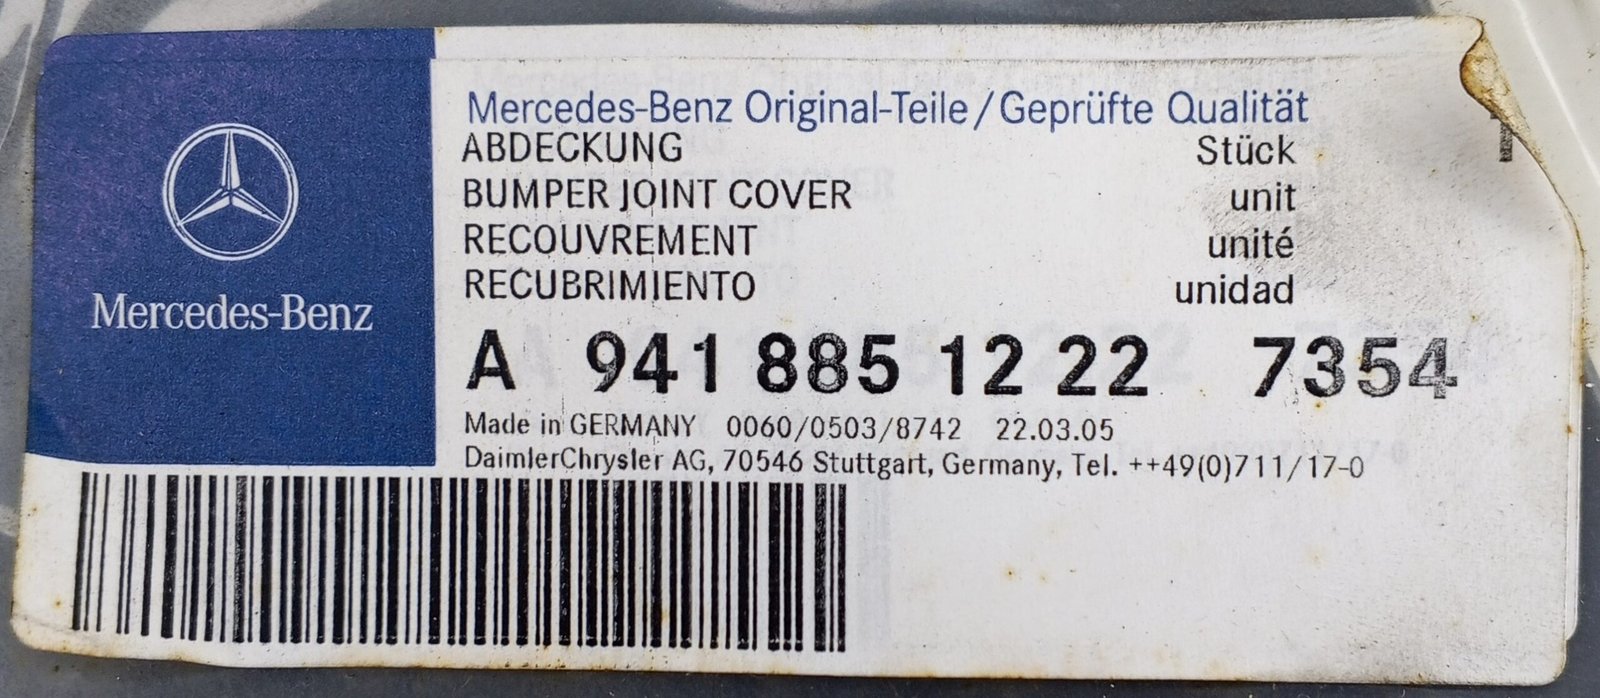 Mercedes-Benz
Mercedes-Benz Original-Teile/Geprüfte Qualität
ABDECKUNG Stück 1
BUMPER JOINT COVER unit
RECOUVREMENT unité
RECUBRIMIENTO unidad
A 941 885 12 22 7354
Made in GERMANY 0060/0503/8742 22.03.05
DaimlerChrysler AG, 70546 Stuttgart, Germany, Tel. ++49(0)711/17-0